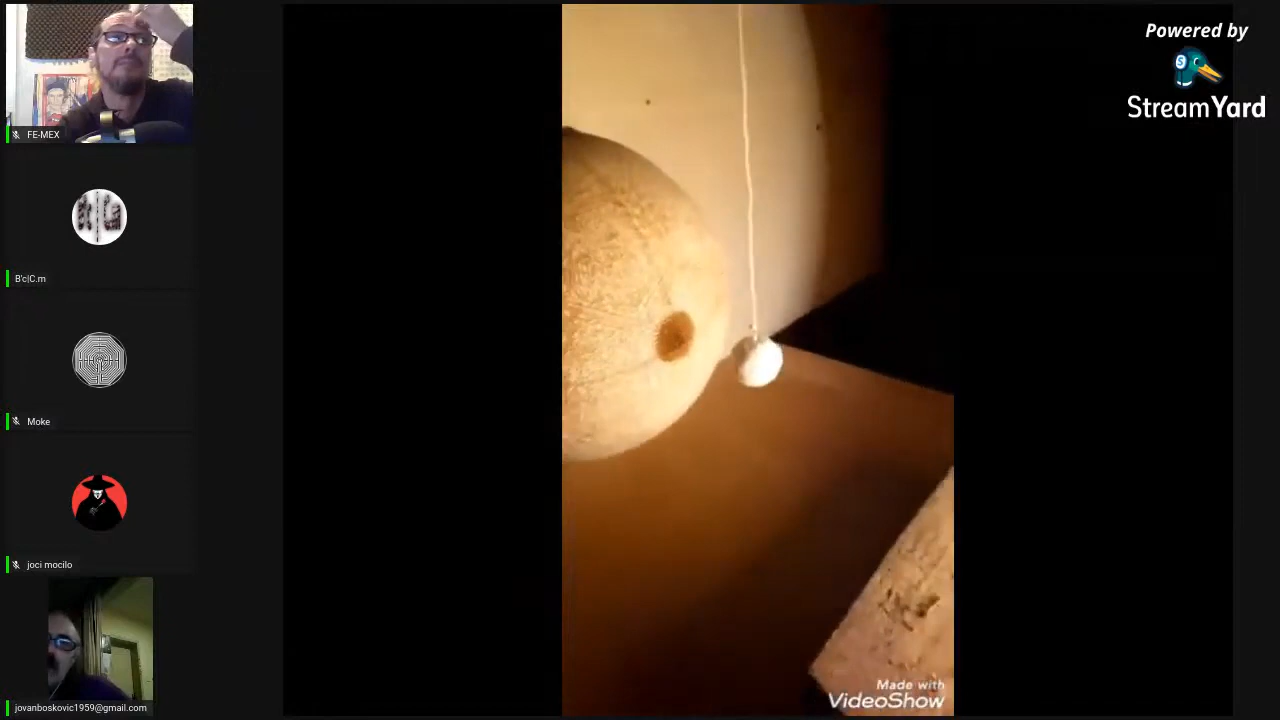 Powered by
StreamYard
FE-MEX
B'c|C.m
Moke
joci mocilo
jovanboskovic1959@gmail.com
Made with
VideoShow